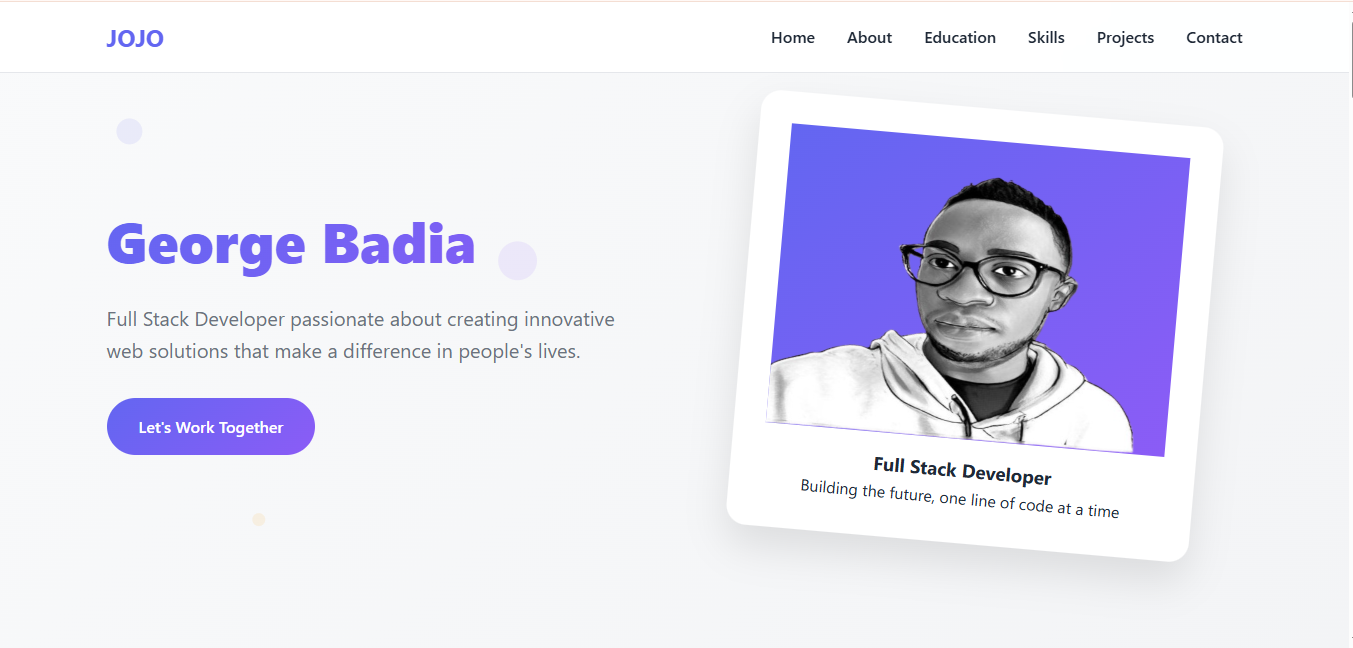 JOJO
Home About Education Skills Projects Contact
George Badia
Full Stack Developer passionate about creating innovative
web solutions that make a difference in people's lives.
Let's Work Together
Full Stack Developer
Building the future, one line of code at a time